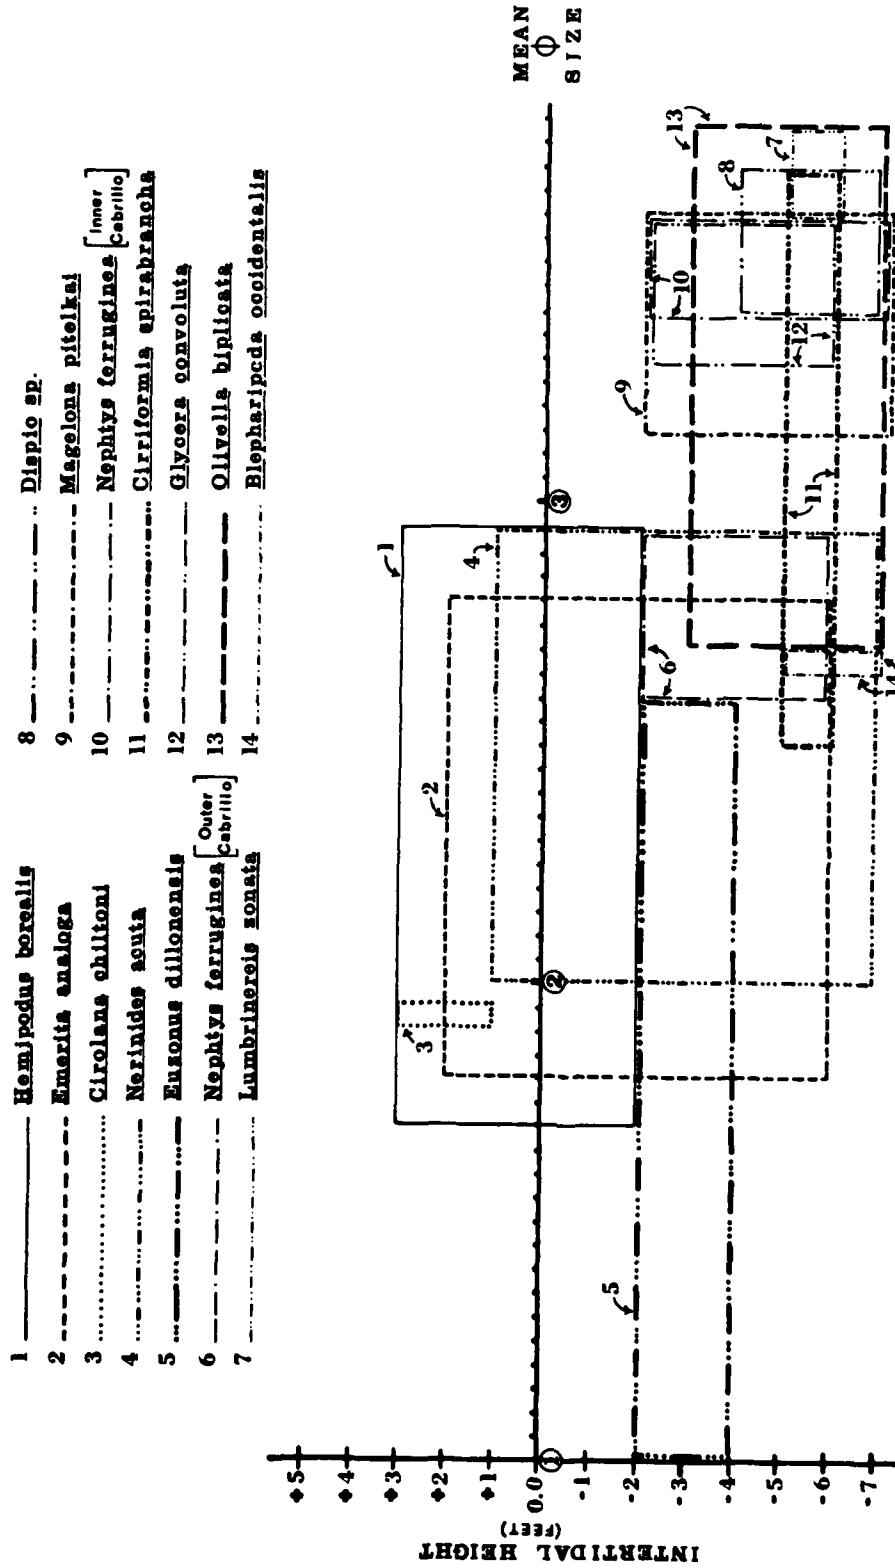 1 Hemipodus borealis
2 Emerita analoga
3 Cirolana chiltoni
4 Nerinides acuta
5 Euzonus dillonensis
6 Nephtys ferruginea [Outer Cabrillo]
7 Lumbrinereis zonata
8 Dispio sp.
9 Magelona pitelkai
10 Nephtys ferruginea [Inner Cabrillo]
11 Cirriformia spirabrancha
12 Glycera convoluta
13 Olivella biplicata
14 Blepharipoda occidentalis
INTERTIDAL HEIGHT
(FEET)
+5
+4
+3
+2
+1
0.0
-1
-2
-3
-4
-5
-6
-7
1
2
3
MEAN
Φ
SIZE
1
2
3
4
5
6
7
8
9
10
11
12
13
14